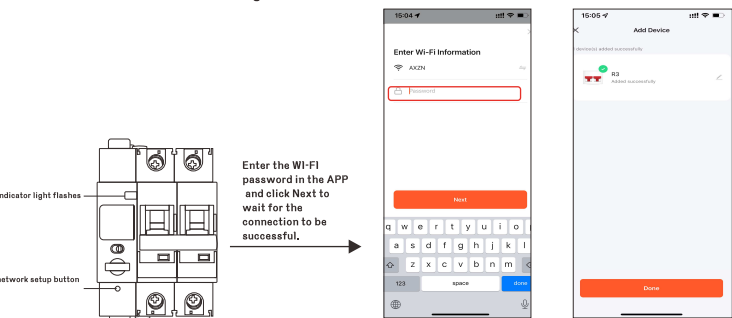 indicator light flashes
network setup button
Enter the WI-FI
password in the APP
and click Next to
wait for the
connection to be
successful.
15:04
Enter Wi-Fi Information
AXZN
Password
Next
q w e r t y u i o
a s d f g h j k l
z x c v b n m
123 space done
15:05
Add Device
device(s) added successfully
R3
Added successfully
Done